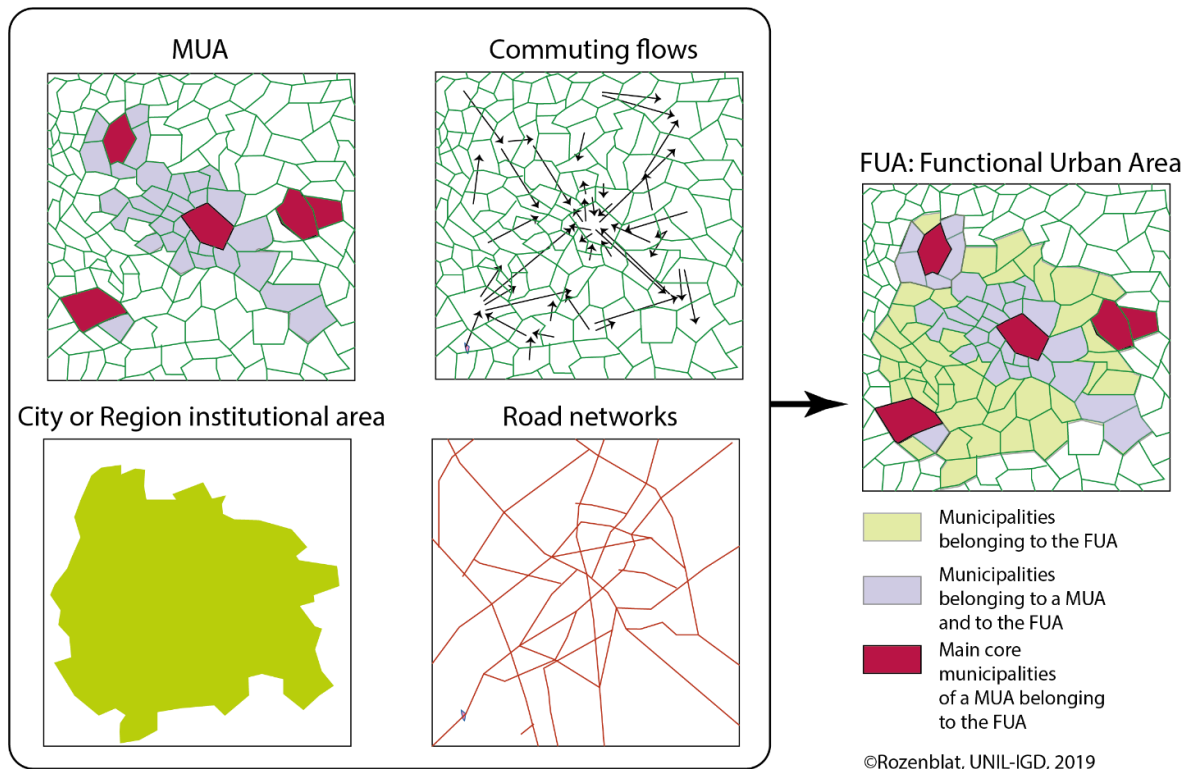 MUA
Commuting flows
City or Region institutional area
Road networks
FUA: Functional Urban Area
Municipalities
belonging to the FUA
Municipalities
belonging to a MUA
and to the FUA
Main core
municipalities
of a MUA belonging
to the FUA
©Rozenblat, UNIL-IGD, 2019